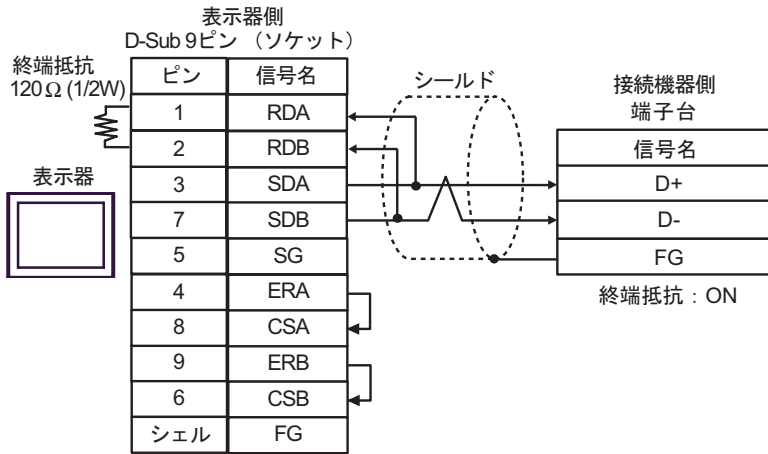 表示器側
D-Sub 9ピン （ソケット）
終端抵抗
120Ω (1/2W)
ピン 信号名
1 RDA
2 RDB
3 SDA
7 SDB
5 SG
4 ERA
8 CSA
9 ERB
6 CSB
シェル FG
表示器
シールド
接続機器側
端子台
信号名
D+
D-
FG
終端抵抗：ON